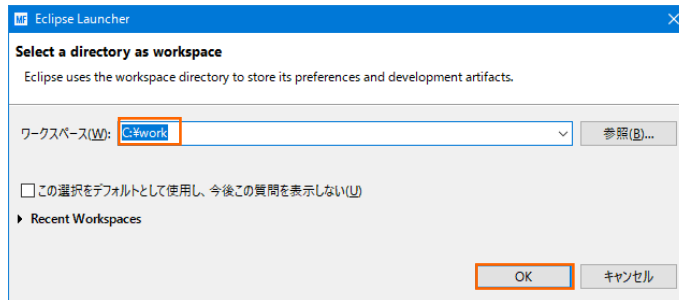 MF Eclipse Launcher
Select a directory as workspace
Eclipse uses the workspace directory to store its preferences and development artifacts.
ワークスペース(W): C:¥work 参照(B)...
この選択をデフォルトとして使用し、今後この質問を表示しない(U)
Recent Workspaces
OK キャンセル